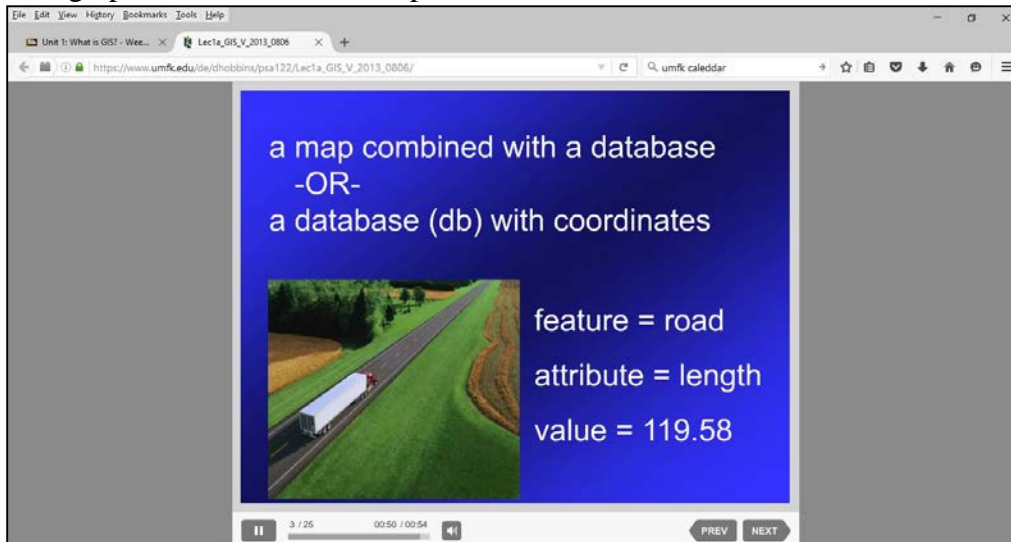 File Edit View History Bookmarks Tools Help
Unit 1: What is GIS? - Wee...
Lec1a_GIS_V_2013_0806
https://www.umfk.edu/de/dhobbins/psa122/Lec1a_GIS_V_2013_0806/
umfk caleddar
a map combined with a database
-OR-
a database (db) with coordinates
feature = road
attribute = length
value = 119.58
3 / 25
00:50 / 00:54
PREV
NEXT